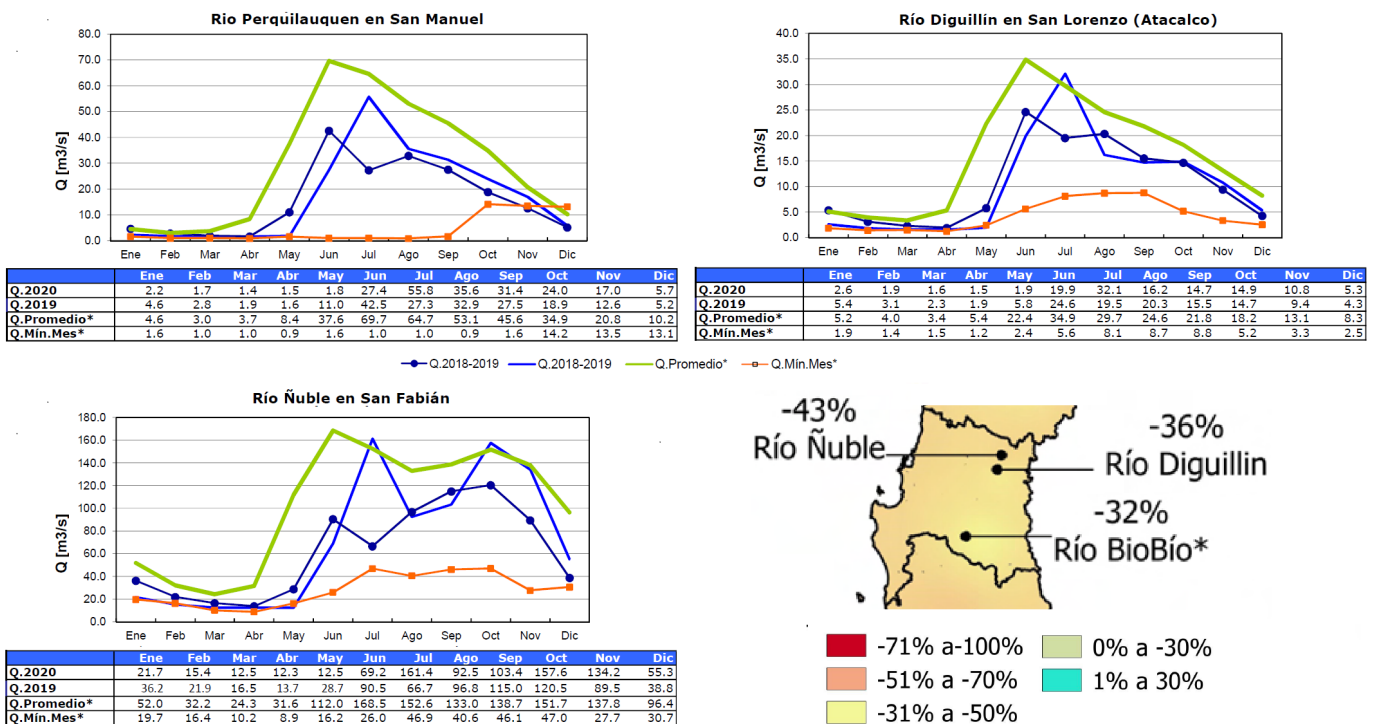 Rio Perquilauquen en San Manuel
80.0
70.0
60.0
50.0
40.0
30.0
20.0
10.0
0.0
Q [m3/s]
Ene Feb Mar Abr May Jun Jul Ago Sep Oct Nov Dic
Ene Feb Mar Abr May Jun Jul Ago Sep Oct Nov Dic
Q.2020 2.2 1.7 1.4 1.5 1.8 27.4 55.8 35.6 31.4 24.0 17.0 5.7
Q.2019 4.6 2.8 1.9 1.6 11.0 42.5 27.3 32.9 27.5 18.9 12.6 5.2
Q.Promedio* 4.6 3.0 3.7 8.4 37.6 69.7 64.7 53.1 45.6 34.9 20.8 10.2
Q.Mín.Mes* 1.6 1.0 1.0 0.9 1.6 1.0 1.0 0.9 1.6 14.2 13.5 13.1
Río Diguillín en San Lorenzo (Atacalco)
40.0
35.0
30.0
25.0
20.0
15.0
10.0
5.0
0.0
Q [m3/s]
Ene Feb Mar Abr May Jun Jul Ago Sep Oct Nov Dic
Ene Feb Mar Abr May Jun Jul Ago Sep Oct Nov Dic
Q.2020 2.6 1.9 1.6 1.5 1.9 19.9 32.1 16.2 14.7 14.9 10.8 5.3
Q.2019 5.4 3.1 2.3 1.9 5.8 24.6 19.5 20.3 15.5 14.7 9.4 4.3
Q.Promedio* 5.2 4.0 3.4 5.4 22.4 34.9 29.7 24.6 21.8 18.2 13.1 8.3
Q.Mín.Mes* 1.9 1.4 1.5 1.2 2.4 5.6 8.1 8.7 8.8 5.2 3.3 2.5
Q.2018-2019 Q.2018-2019 Q.Promedio* Q.Mín.Mes*
Río Ñuble en San Fabián
180.0
160.0
140.0
120.0
100.0
80.0
60.0
40.0
20.0
0.0
Q [m3/s]
Ene Feb Mar Abr May Jun Jul Ago Sep Oct Nov Dic
Ene Feb Mar Abr May Jun Jul Ago Sep Oct Nov Dic
Q.2020 21.7 15.4 12.5 12.3 12.5 69.2 161.4 92.5 103.4 157.6 134.2 55.3
Q.2019 36.2 21.9 16.5 13.7 28.7 90.5 66.7 96.8 115.0 120.5 89.5 38.8
Q.Promedio* 52.0 32.2 24.3 31.6 112.0 168.5 152.6 133.0 138.7 151.7 137.8 96.4
Q.Mín.Mes* 19.7 16.4 10.2 8.9 16.2 26.0 46.9 40.6 46.1 47.0 27.7 30.7
-43%
Río Ñuble
-36%
Río Diguillin
-32%
Río BioBío*
-71% a-100%
-51% a -70%
-31% a -50%
0% a -30%
1% a 30%